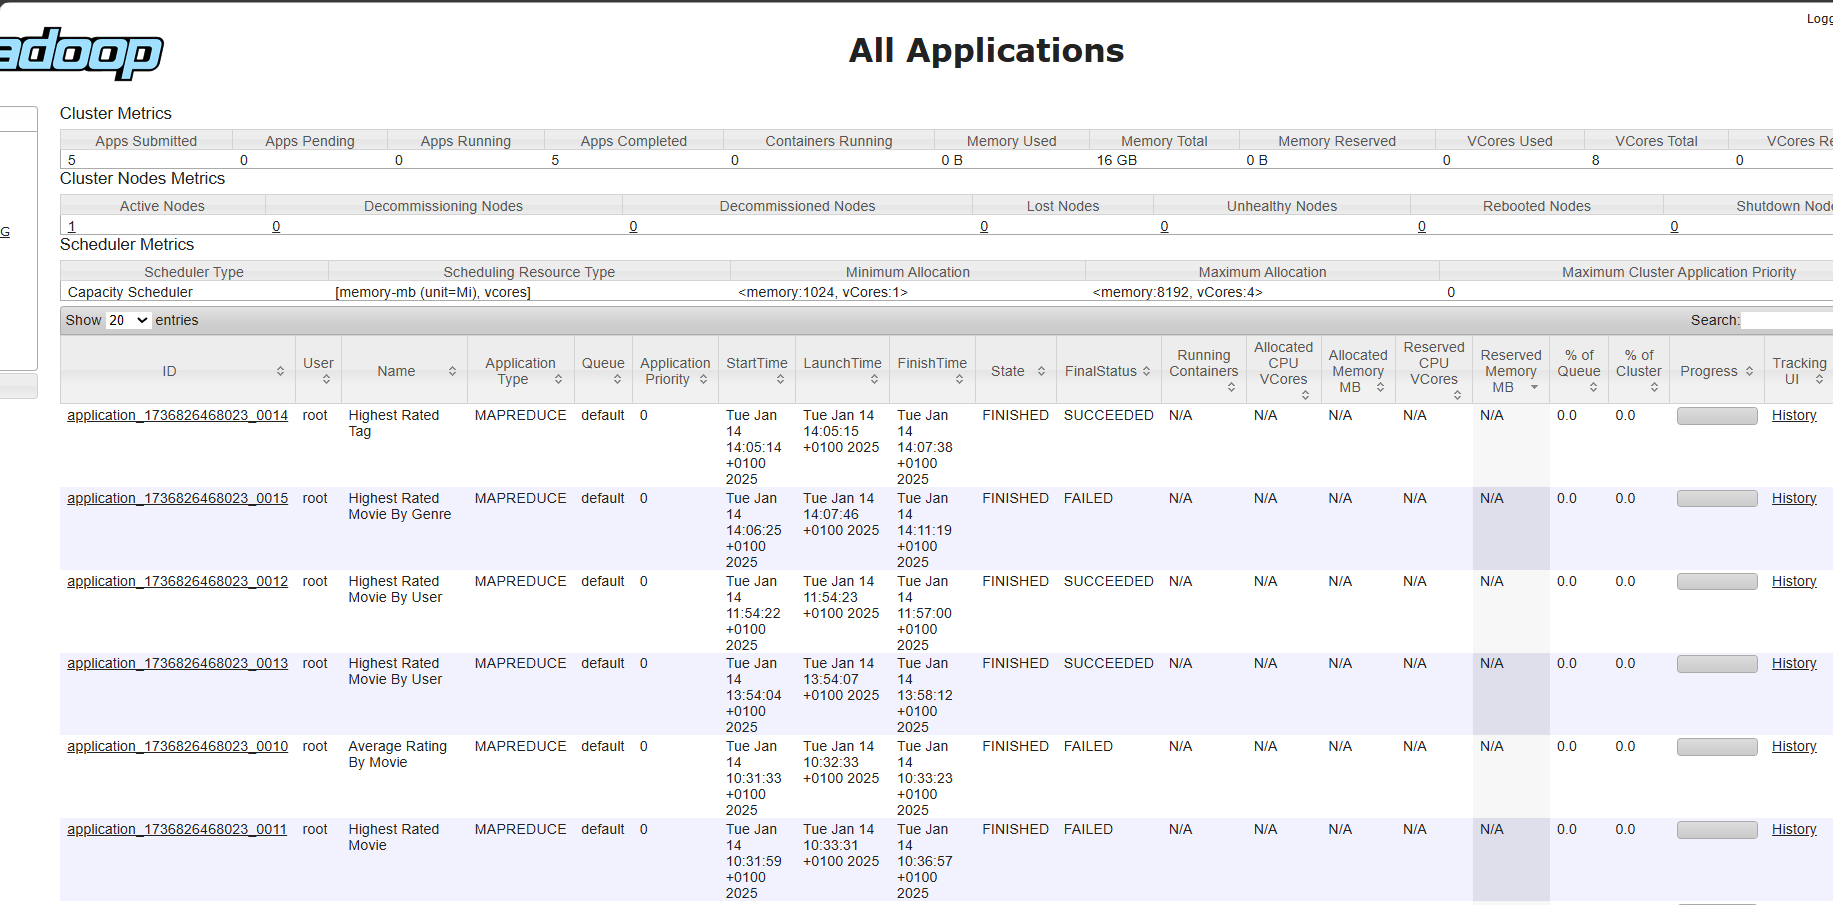 Logg
adoop
All Applications
Cluster Metrics
Apps Submitted Apps Pending Apps Running Apps Completed Containers Running Memory Used Memory Total Memory Reserved VCores Used VCores Total VCores Re
5 0 0 5 0 0 B 16 GB 0 B 0 8 0
Cluster Nodes Metrics
Active Nodes Decommissioning Nodes Decommissioned Nodes Lost Nodes Unhealthy Nodes Rebooted Nodes Shutdown Node
1 0 0 0 0 0 0
G
Scheduler Metrics
Scheduler Type Scheduling Resource Type Minimum Allocation Maximum Allocation Maximum Cluster Application Priority
Capacity Scheduler [memory-mb (unit=Mi), vcores] <memory:1024, vCores:1> <memory:8192, vCores:4> 0
Show 20 entries Search:
ID User Name Application Type Queue Application Priority StartTime LaunchTime FinishTime State FinalStatus Running Containers Allocated CPU VCores Allocated Memory MB Reserved CPU VCores Reserved Memory MB % of Queue % of Cluster Progress Tracking UI
application_1736826468023_0014 root Highest Rated Tag MAPREDUCE default 0 Tue Jan 14 14:05:14 +0100 2025 Tue Jan 14 14:05:15 +0100 2025 Tue Jan 14 14:07:38 +0100 2025 FINISHED SUCCEEDED N/A N/A N/A N/A N/A 0.0 0.0 History
application_1736826468023_0015 root Highest Rated Movie By Genre MAPREDUCE default 0 Tue Jan 14 14:06:25 +0100 2025 Tue Jan 14 14:07:46 +0100 2025 Tue Jan 14 14:11:19 +0100 2025 FINISHED FAILED N/A N/A N/A N/A N/A 0.0 0.0 History
application_1736826468023_0012 root Highest Rated Movie By User MAPREDUCE default 0 Tue Jan 14 11:54:22 +0100 2025 Tue Jan 14 11:54:23 +0100 2025 Tue Jan 14 11:57:00 +0100 2025 FINISHED SUCCEEDED N/A N/A N/A N/A N/A 0.0 0.0 History
application_1736826468023_0013 root Highest Rated Movie By User MAPREDUCE default 0 Tue Jan 14 13:54:04 +0100 2025 Tue Jan 14 13:54:07 +0100 2025 Tue Jan 14 13:58:12 +0100 2025 FINISHED SUCCEEDED N/A N/A N/A N/A N/A 0.0 0.0 History
application_1736826468023_0010 root Average Rating By Movie MAPREDUCE default 0 Tue Jan 14 10:31:33 +0100 2025 Tue Jan 14 10:32:33 +0100 2025 Tue Jan 14 10:33:23 +0100 2025 FINISHED FAILED N/A N/A N/A N/A N/A 0.0 0.0 History
application_1736826468023_0011 root Highest Rated Movie MAPREDUCE default 0 Tue Jan 14 10:31:59 +0100 2025 Tue Jan 14 10:33:31 +0100 2025 Tue Jan 14 10:36:57 +0100 2025 FINISHED FAILED N/A N/A N/A N/A N/A 0.0 0.0 History